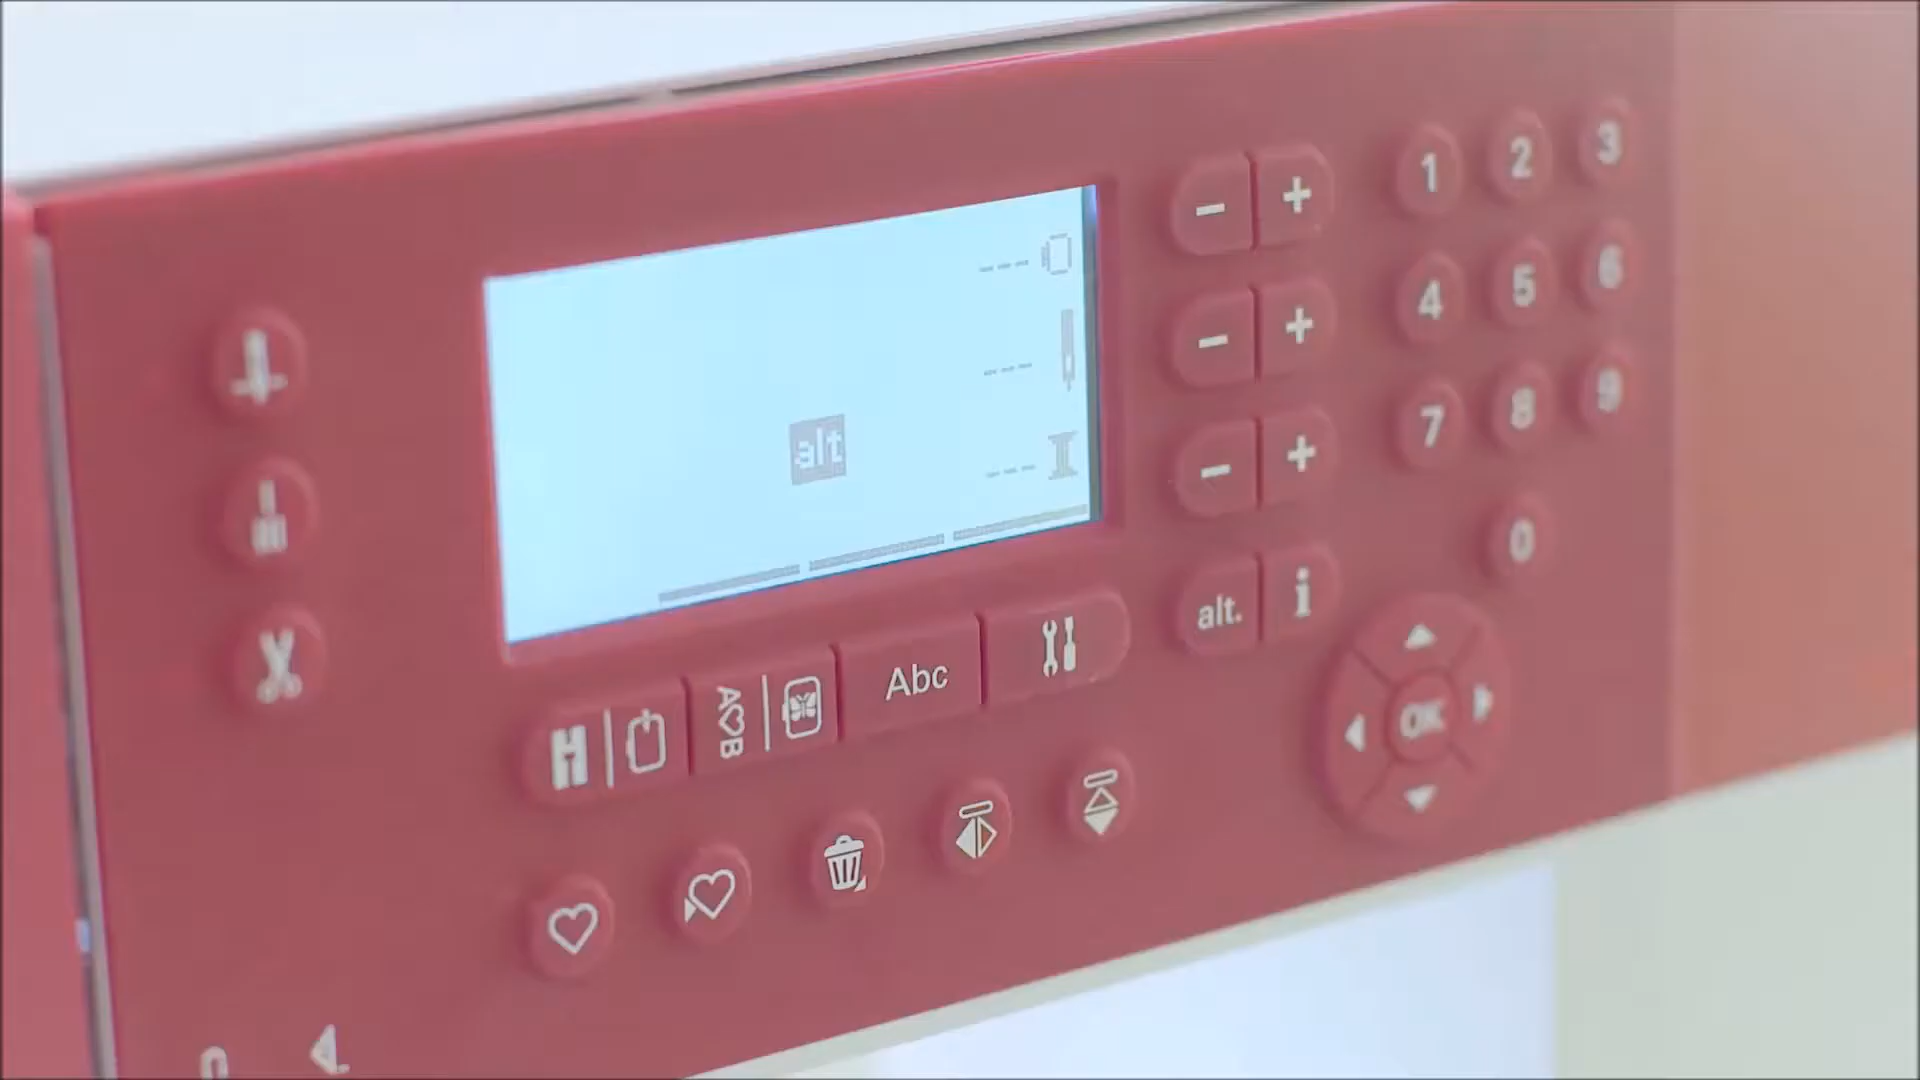 - + 1 2 3
- + 4 5 6
- + 7 8 9
alt
alt. i 0
A♡B Abc
OK